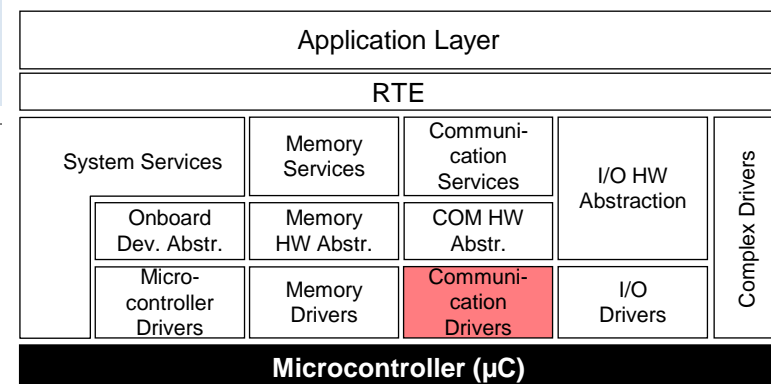 Application Layer
RTE
System Services
Memory
Services
Communi-
cation
Services
I/O HW
Abstraction
Complex Drivers
Onboard
Dev. Abstr.
Memory
HW Abstr.
COM HW
Abstr.
Micro-
controller
Drivers
Memory
Drivers
Communi-
cation
Drivers
I/O
Drivers
Microcontroller (µC)